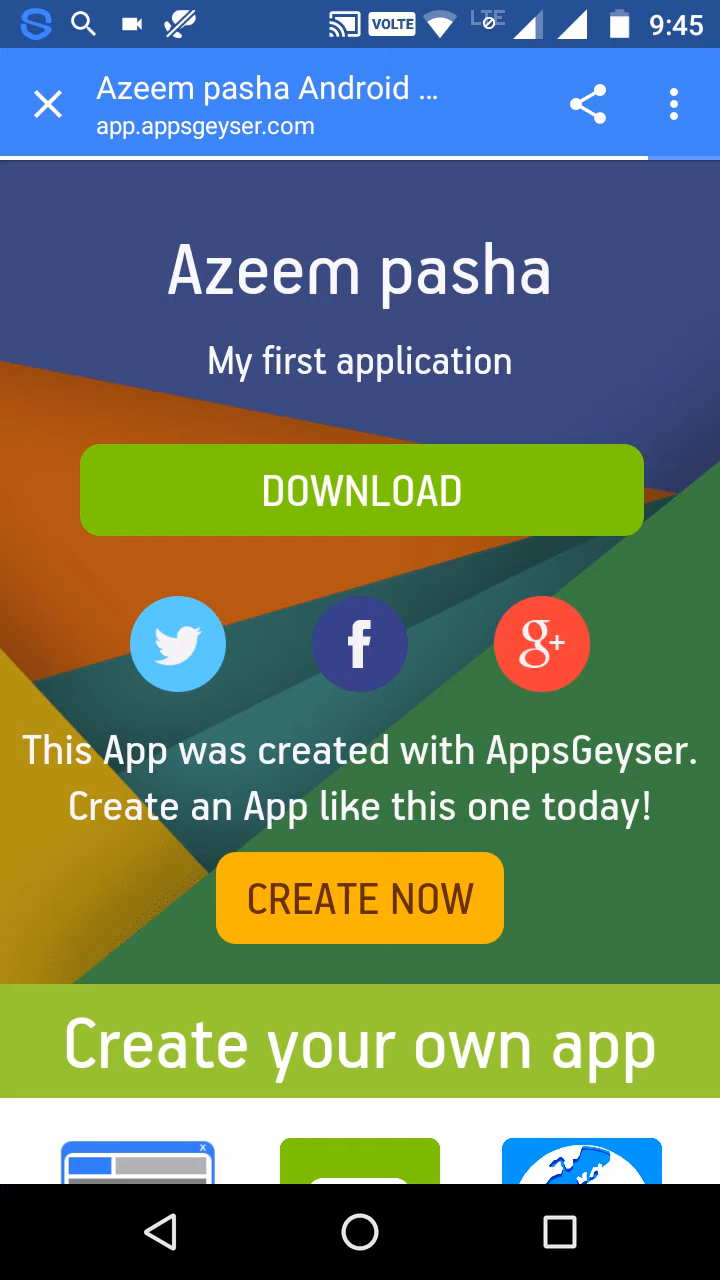 VOLTE
LTE
9:45
Azeem pasha Android ...
app.appsgeyser.com
Azeem pasha
My first application
DOWNLOAD
f
g+
This App was created with AppsGeyser.
Create an App like this one today!
CREATE NOW
Create your own app
x